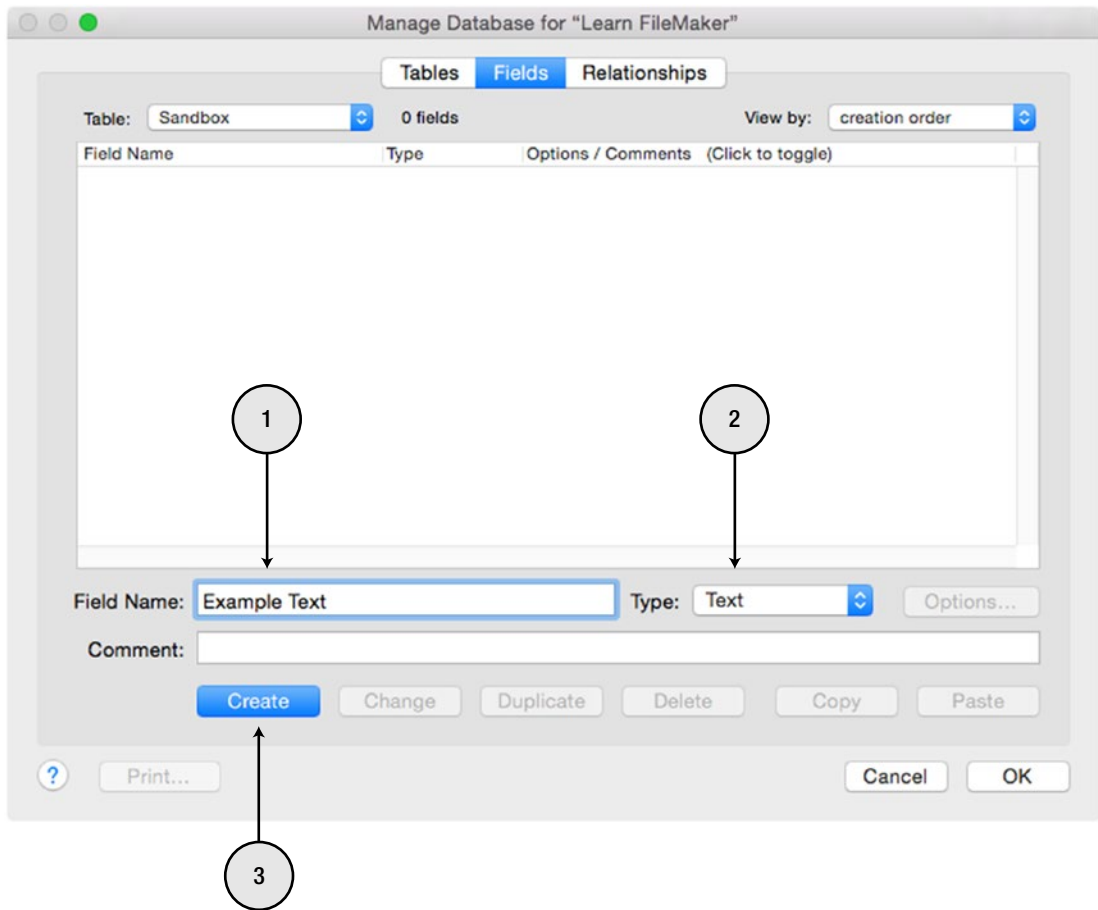 Manage Database for “Learn FileMaker”
Tables Fields Relationships
Table: Sandbox 0 fields View by: creation order
Field Name Type Options / Comments (Click to toggle)
1 2
Field Name: Example Text Type: Text Options...
Comment:
Create Change Duplicate Delete Copy Paste
? Print... Cancel OK
3